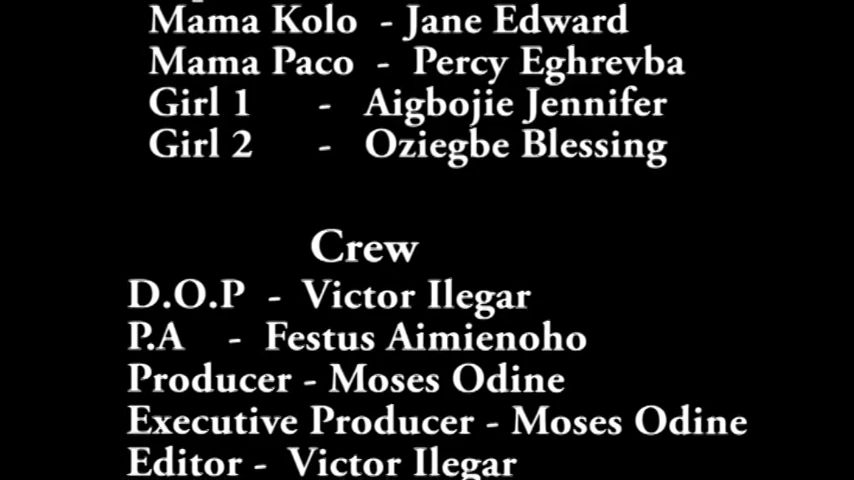 Mama Kolo - Jane Edward
Mama Paco - Percy Eghrevba
Girl 1 - Aigbojie Jennifer
Girl 2 - Oziegbe Blessing
Crew
D.O.P - Victor Ilegar
P.A - Festus Aimienoho
Producer - Moses Odine
Executive Producer - Moses Odine
Editor - Victor Ilegar